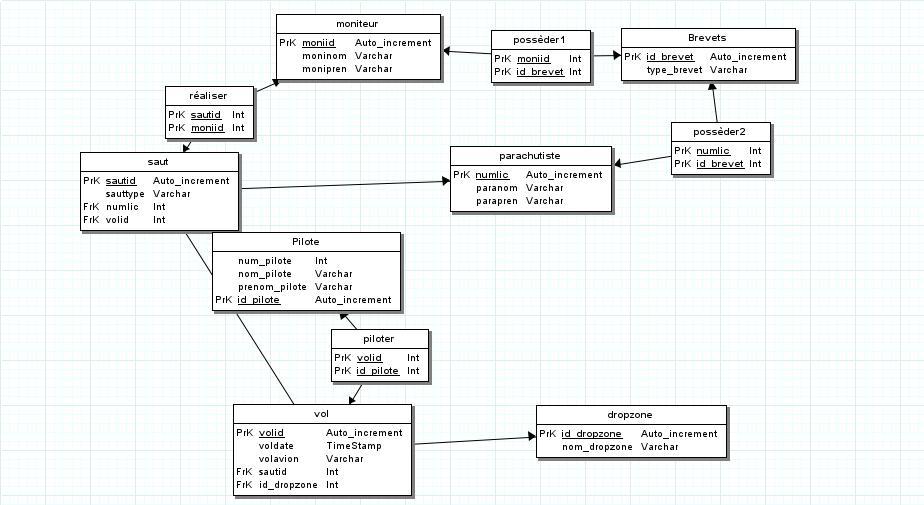 moniteur
PrK moniid Auto_increment
moninom Varchar
monipren Varchar
possèder1
PrK moniid Int
PrK id_brevet Int
Brevets
PrK id_brevet Auto_increment
type_brevet Varchar
réaliser
PrK sautid Int
PrK moniid Int
possèder2
PrK numlic Int
PrK id_brevet Int
saut
PrK sautid Auto_increment
sauttype Varchar
FrK numlic Int
FrK volid Int
parachutiste
PrK numlic Auto_increment
paranom Varchar
parapren Varchar
Pilote
num_pilote Int
nom_pilote Varchar
prenom_pilote Varchar
PrK id_pilote Auto_increment
piloter
PrK volid Int
PrK id_pilote Int
vol
PrK volid Auto_increment
voldate TimeStamp
volavion Varchar
FrK sautid Int
FrK id_dropzone Int
dropzone
PrK id_dropzone Auto_increment
nom_dropzone Varchar